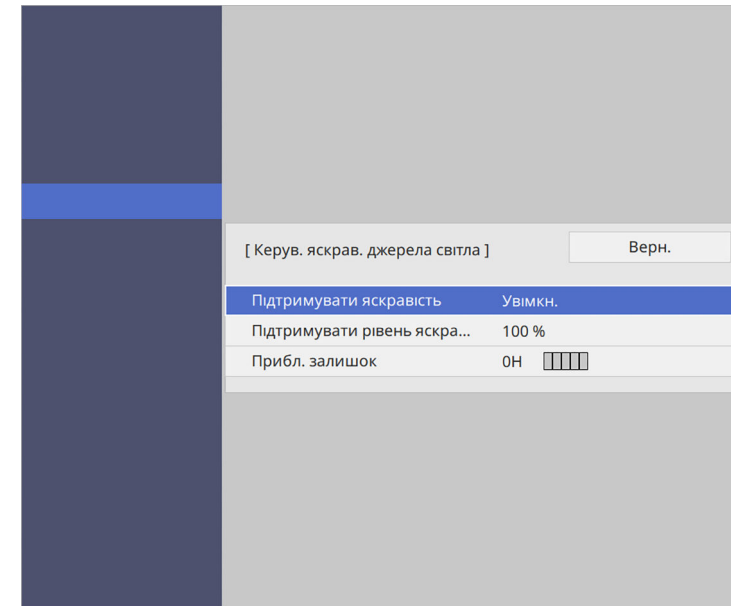 [ Керув. яскрав. джерела світла ]
Верн.
Підтримувати яскравість Увімкн.
Підтримувати рівень яскра... 100 %
Прибл. залишок 0H